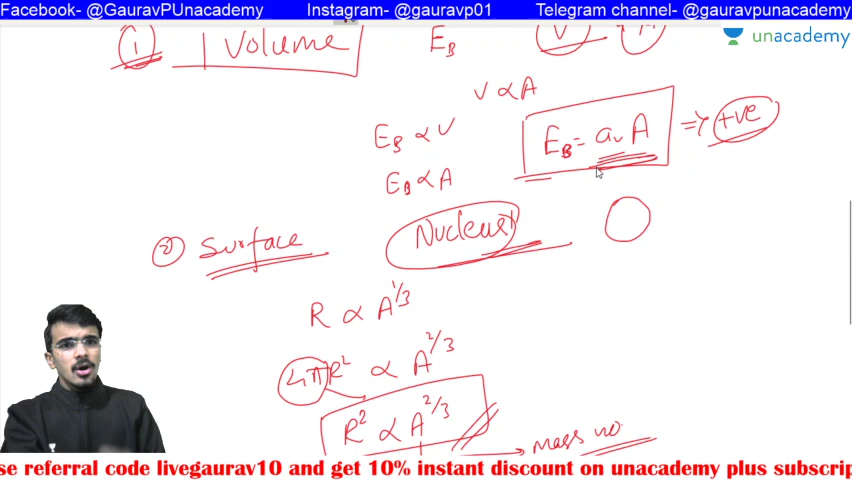 Facebook- @GauravPUnacademy Instagram- @gauravp01 Telegram channel- @gauravpunacademy
unacademy
① Volume E_B V A
V ∝ A
E_B ∝ V E_B = a_v A ⇒ +ve
E_B ∝ A
② Surface Nucleus
R ∝ A^1/3
4πR² ∝ A^2/3
R² ∝ A^2/3 → mass no
se referral code livegaurav10 and get 10% instant discount on unacademy plus subscrip